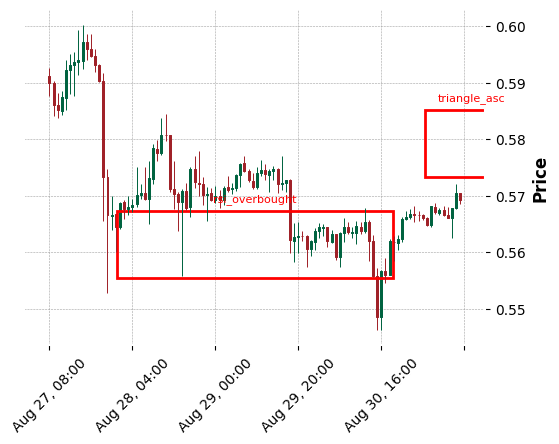 0.60
0.59
triangle_asc
0.58
Price
0.57
rsi_overbought
0.56
0.55
Aug 27, 08:00
Aug 28, 04:00
Aug 29, 00:00
Aug 29, 20:00
Aug 30, 16:00